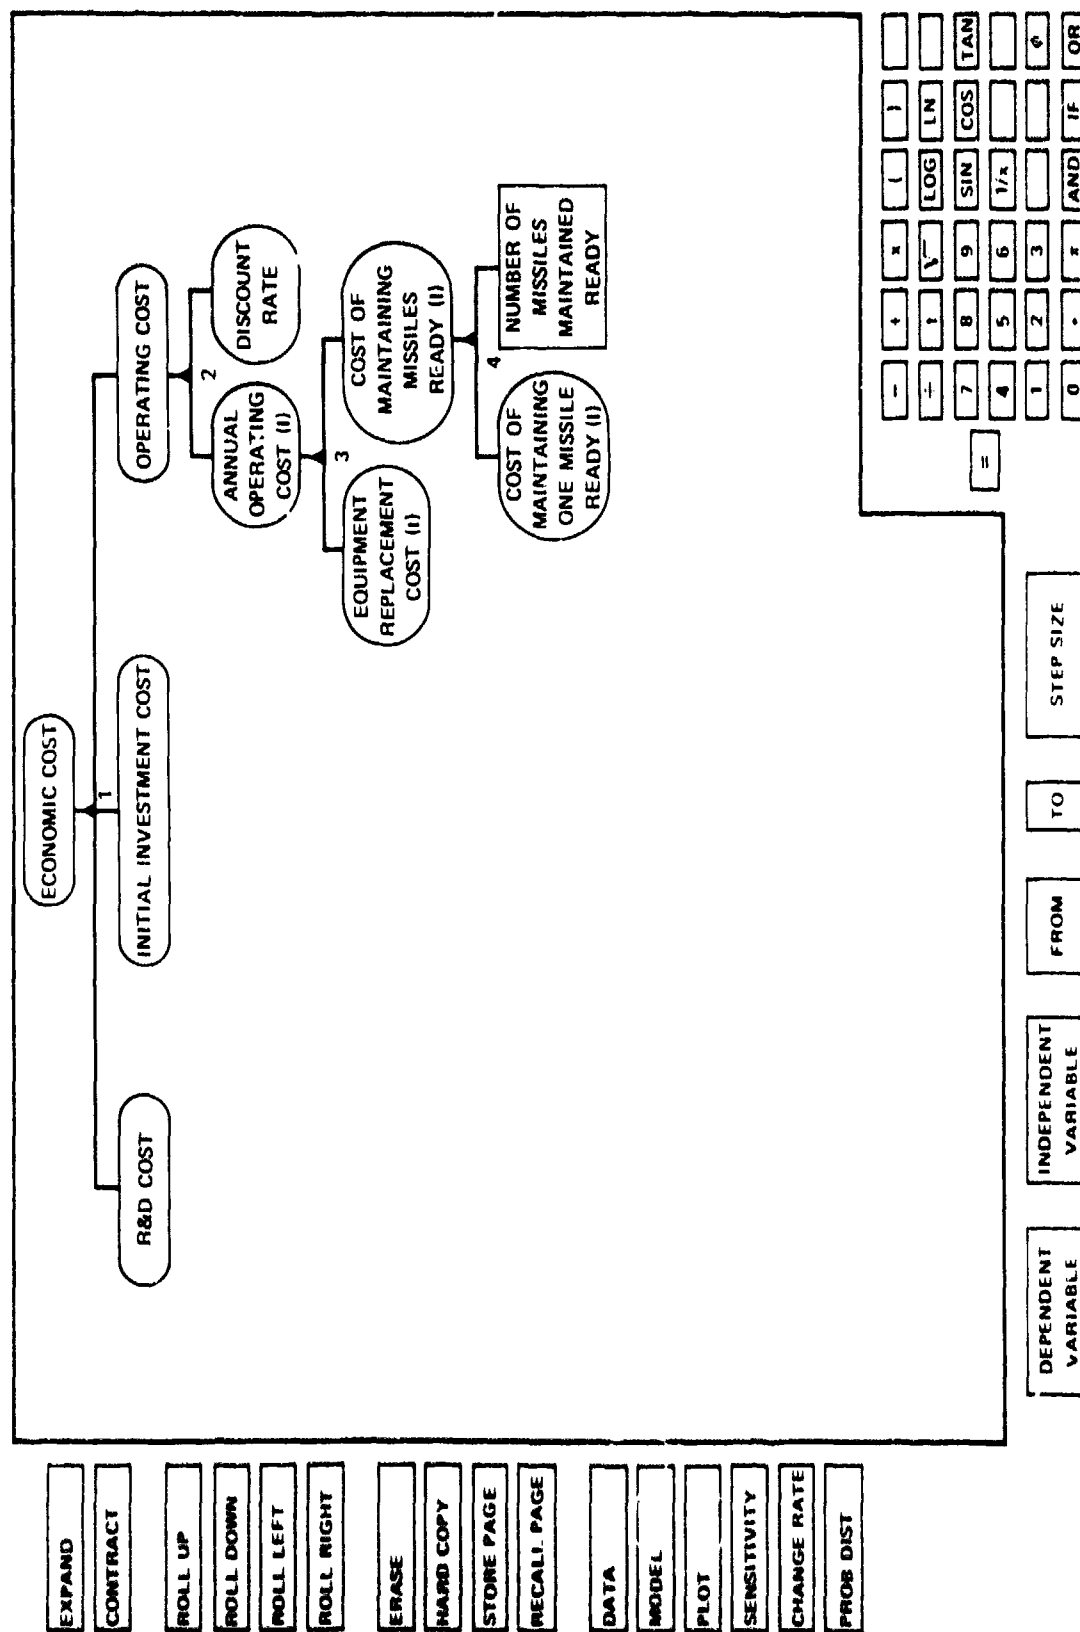 EXPAND
CONTRACT
ROLL UP
ROLL DOWN
ROLL LEFT
ROLL RIGHT
ERASE
HARD COPY
STORE PAGE
RECALL PAGE
DATA
MODEL
PLOT
SENSITIVITY
CHANGE RATE
PROB DIST
ECONOMIC COST
1
R&D COST
INITIAL INVESTMENT COST
OPERATING COST
2
ANNUAL
OPERATING
COST (I)
DISCOUNT
RATE
3
EQUIPMENT
REPLACEMENT
COST (I)
COST OF
MAINTAINING
MISSILES
READY (I)
4
COST OF
MAINTAINING
ONE MISSILE
READY (I)
NUMBER OF
MISSILES
MAINTAINED
READY
DEPENDENT
VARIABLE
INDEPENDENT
VARIABLE
FROM
TO
STEP SIZE
=
- + x ( )
÷ √ LOG LN
7 8 9 SIN COS TAN
4 5 6 1/x
1 2 3 ¢
0 . AND IF OR